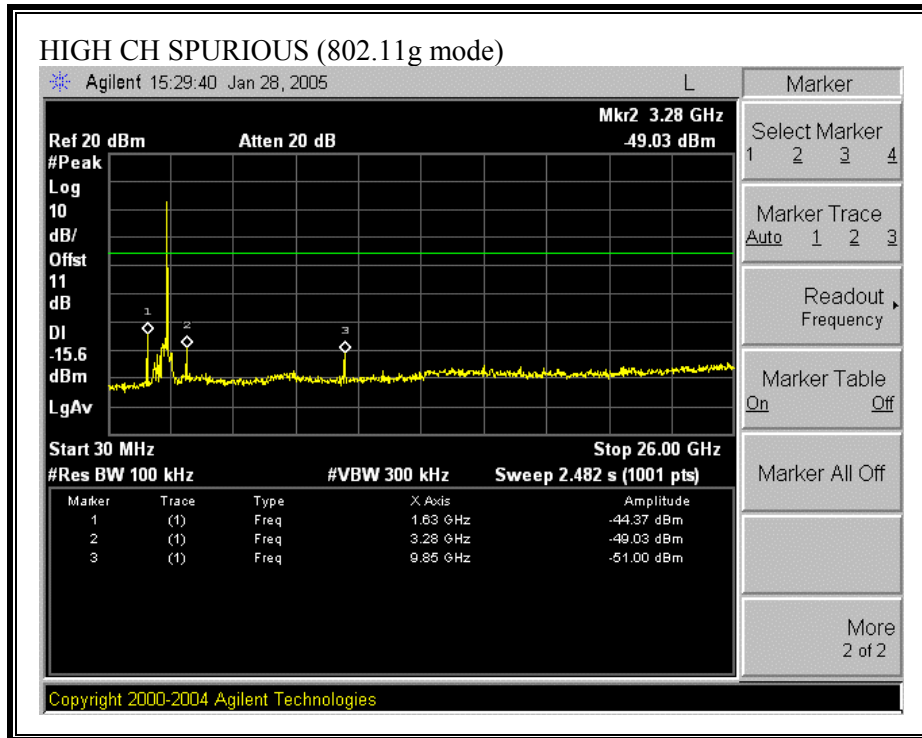 HIGH CH SPURIOUS (802.11g mode)
Agilent 15:29:40 Jan 28, 2005 L
Mkr2 3.28 GHz
Ref 20 dBm Atten 20 dB -49.03 dBm
#Peak
Log
10
dB/
Offst
11
dB
DI
-15.6
dBm
LgAv
1
2
3
Start 30 MHz Stop 26.00 GHz
#Res BW 100 kHz #VBW 300 kHz Sweep 2.482 s (1001 pts)
Marker Trace Type X Axis Amplitude
1 (1) Freq 1.63 GHz -44.37 dBm
2 (1) Freq 3.28 GHz -49.03 dBm
3 (1) Freq 9.85 GHz -51.00 dBm
Copyright 2000-2004 Agilent Technologies
Marker
Select Marker
1 2 3 4
Marker Trace
Auto 1 2 3
Readout
Frequency
Marker Table
On Off
Marker All Off
More
2 of 2